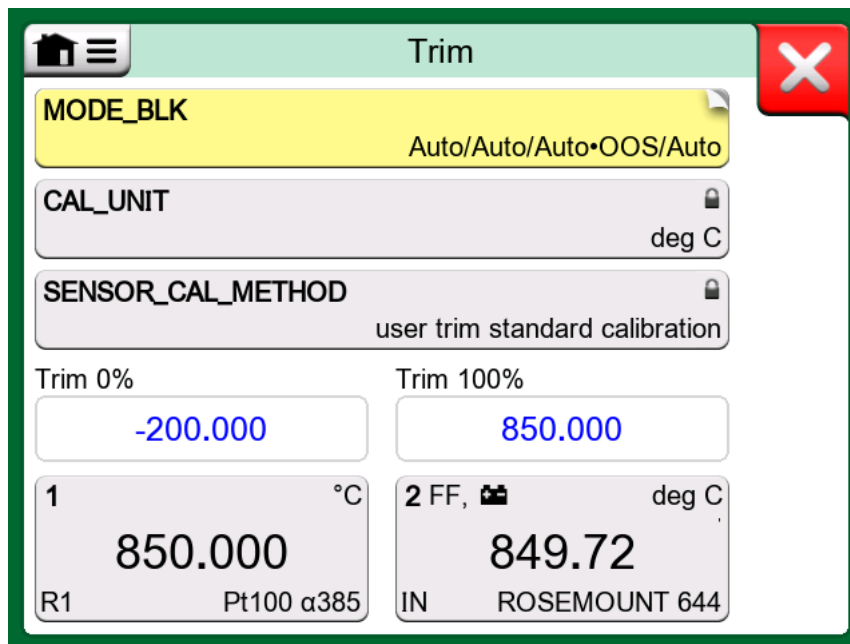 Trim
MODE_BLK
Auto/Auto/Auto•OOS/Auto
CAL_UNIT
deg C
SENSOR_CAL_METHOD
user trim standard calibration
Trim 0% Trim 100%
-200.000 850.000
1 °C 2 FF, deg C
850.000 849.72
R1 Pt100 α385 IN ROSEMOUNT 644